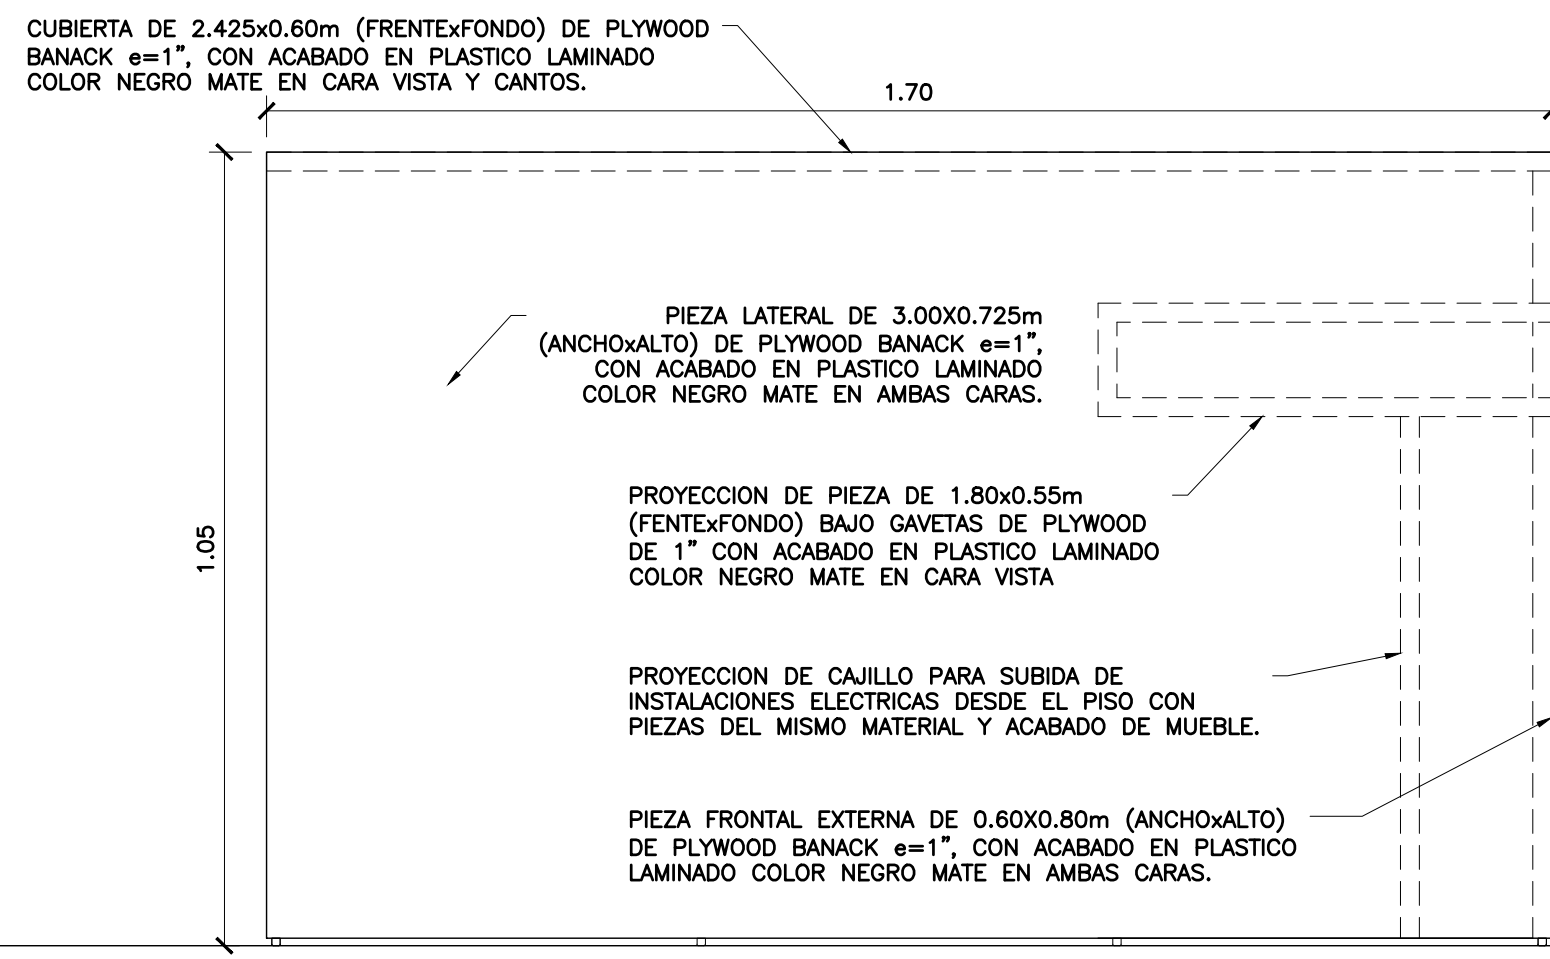 CUBIERTA DE 2.425x0.60m (FRENTExFONDO) DE PLYWOOD
BANACK e=1”, CON ACABADO EN PLASTICO LAMINADO
COLOR NEGRO MATE EN CARA VISTA Y CANTOS.
1.70
PIEZA LATERAL DE 3.00X0.725m
(ANCHOxALTO) DE PLYWOOD BANACK e=1”,
CON ACABADO EN PLASTICO LAMINADO
COLOR NEGRO MATE EN AMBAS CARAS.
PROYECCION DE PIEZA DE 1.80x0.55m
(FENTExFONDO) BAJO GAVETAS DE PLYWOOD
DE 1” CON ACABADO EN PLASTICO LAMINADO
COLOR NEGRO MATE EN CARA VISTA
1.05
PROYECCION DE CAJILLO PARA SUBIDA DE
INSTALACIONES ELECTRICAS DESDE EL PISO CON
PIEZAS DEL MISMO MATERIAL Y ACABADO DE MUEBLE.
PIEZA FRONTAL EXTERNA DE 0.60X0.80m (ANCHOxALTO)
DE PLYWOOD BANACK e=1”, CON ACABADO EN PLASTICO
LAMINADO COLOR NEGRO MATE EN AMBAS CARAS.